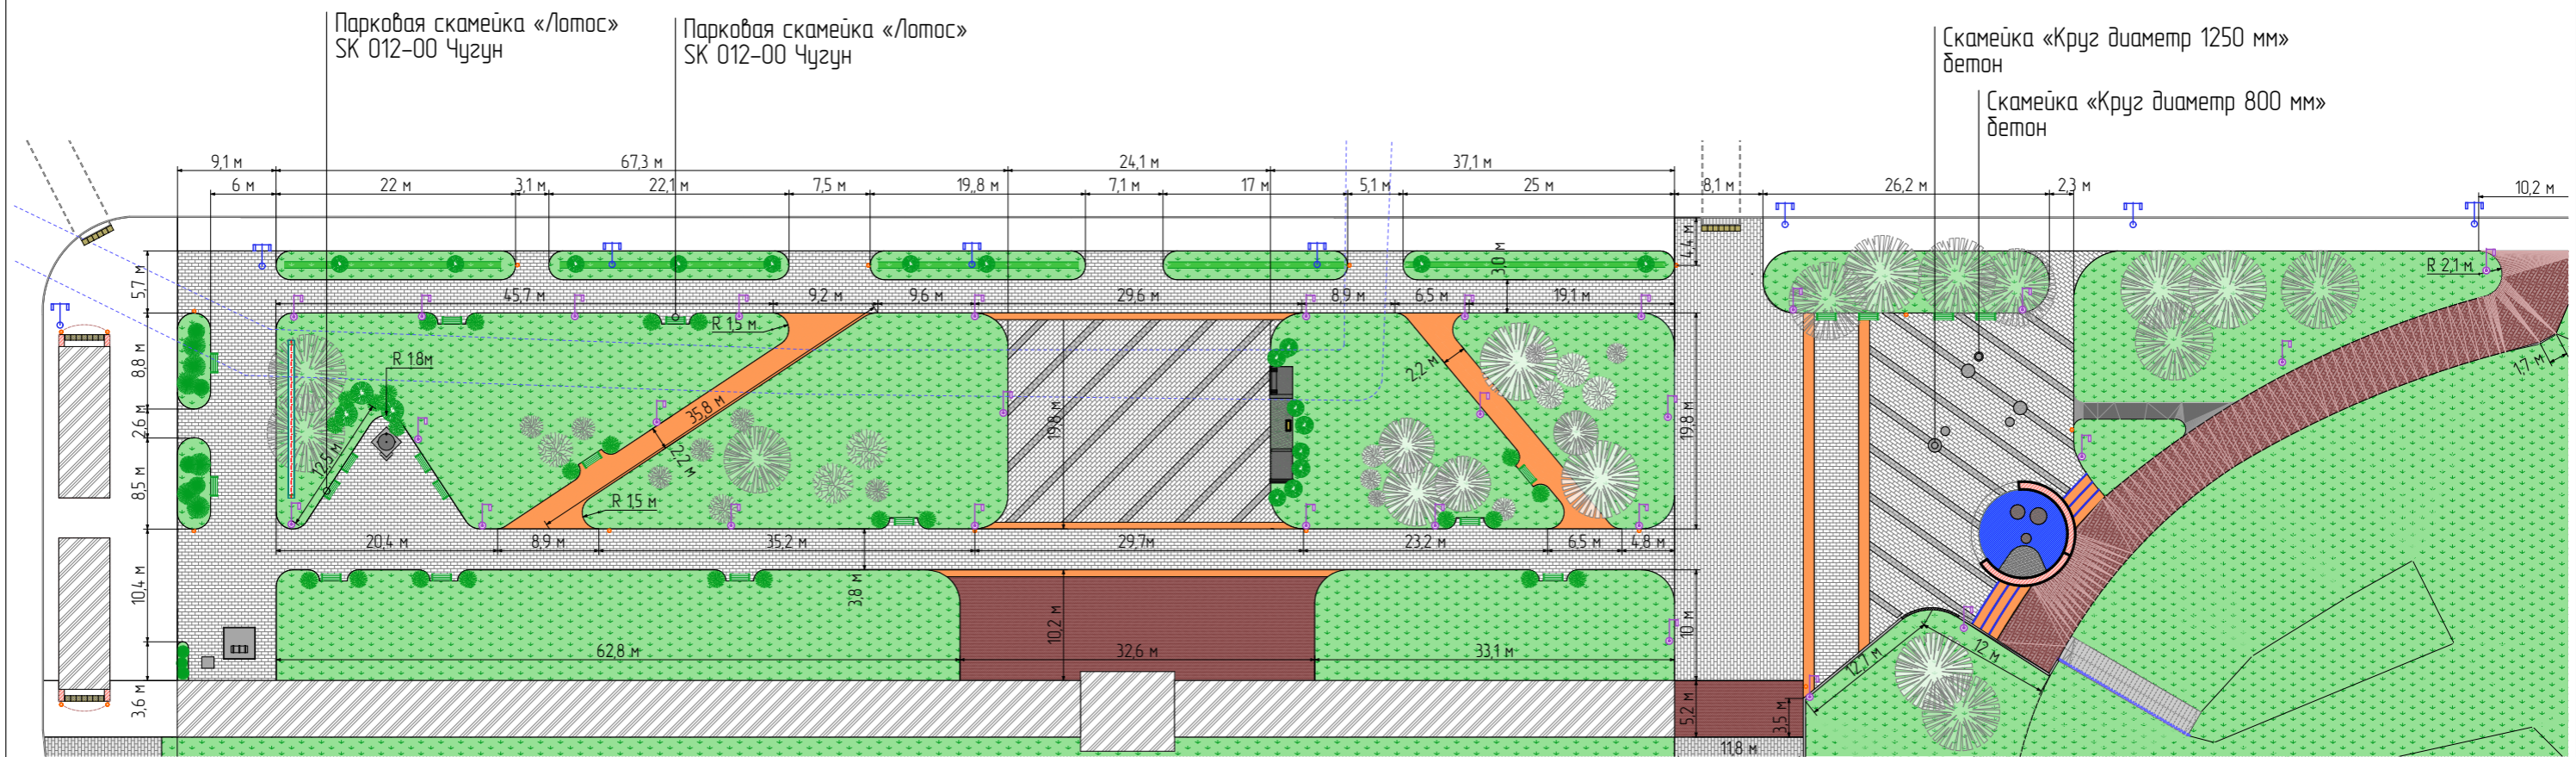 Парковая скамейка «Лотос»
SK 012-00 Чугун
Парковая скамейка «Лотос»
SK 012-00 Чугун
Скамейка «Круг диаметр 1250 мм»
бетон
Скамейка «Круг диаметр 800 мм»
бетон
9,1 м
67,3 м
24,1 м
37,1 м
6 м
22 м
3,1 м
22,1 м
7,5 м
19,8 м
7,1 м
17 м
5,1 м
25 м
8,1 м
26,2 м
2,3 м
10,2 м
5,7 м
4,4 м
3,0 м
R 2,1 м
45,7 м
9,2 м
9,6 м
29,6 м
8,9 м
6,5 м
19,1 м
R 1,5 м
8,8 м
R 18м
2,2 м
1,7 м
2,6 м
35,8 м
19,8 м
19,8 м
12,5 м
2,2 м
8,5 м
R 15 м
20,4 м
8,9 м
35,2 м
29,7м
23,2 м
6,5 м
4,8 м
10,4 м
3,8 м
10,2 м
10 м
62,8 м
32,6 м
33,1 м
12,7 м
12 м
3,6 м
5,2 м
3,5 м
11,8 м